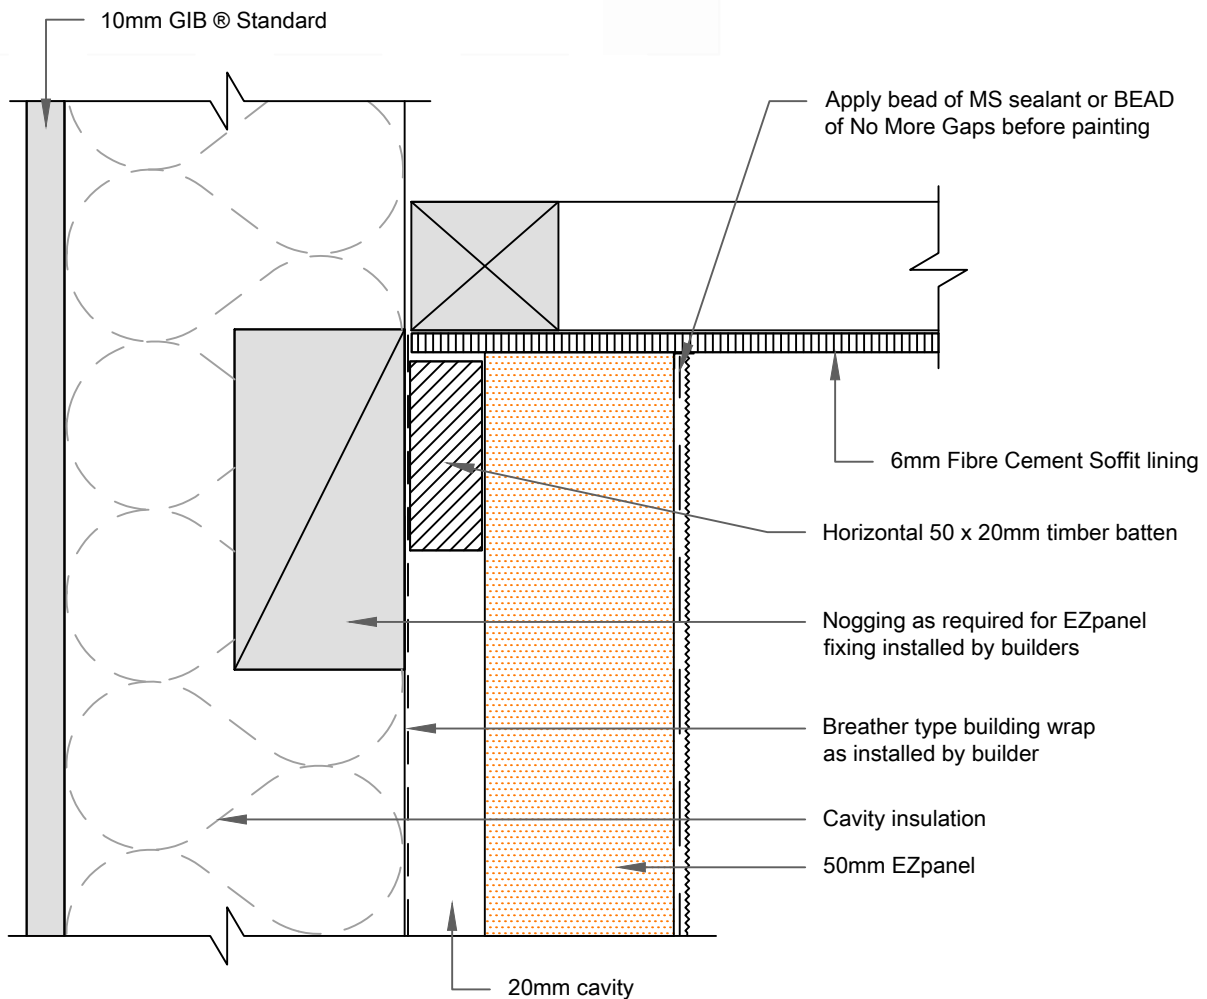 10mm GIB ® Standard
Apply bead of MS sealant or BEAD
of No More Gaps before painting
6mm Fibre Cement Soffit lining
Horizontal 50 x 20mm timber batten
Nogging as required for EZpanel
fixing installed by builders
Breather type building wrap
as installed by builder
Cavity insulation
50mm EZpanel
20mm cavity